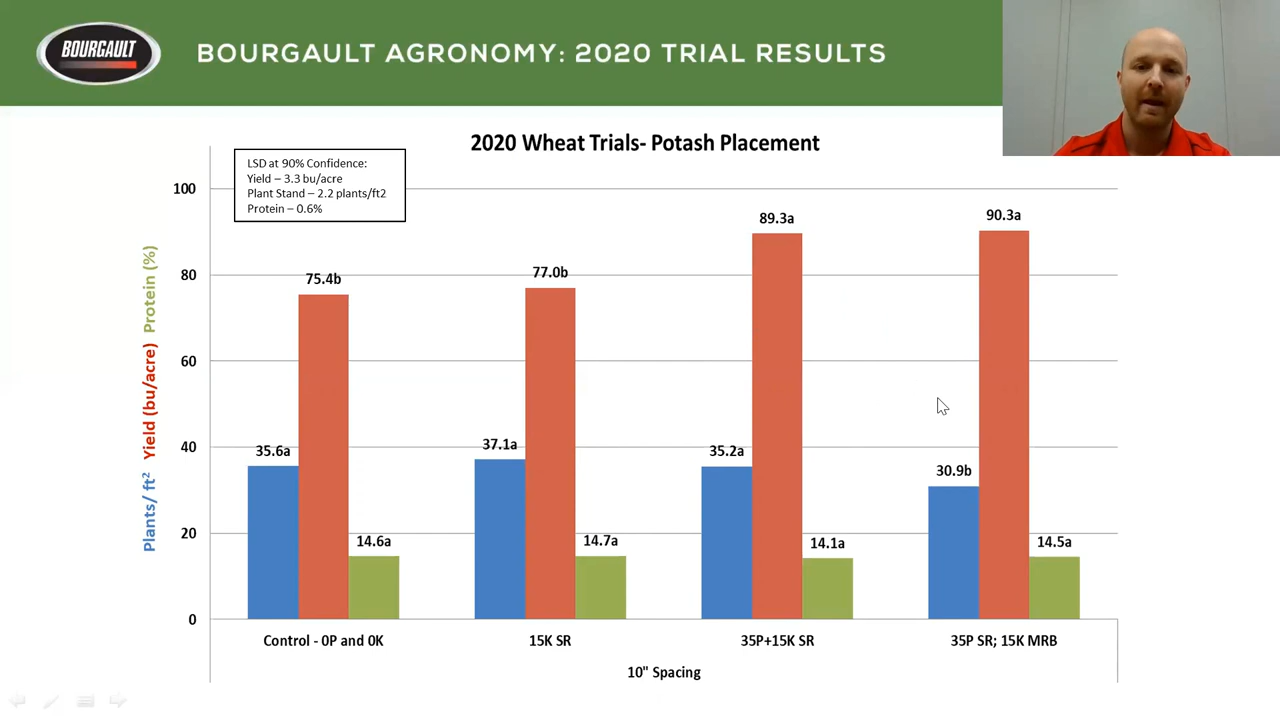 BOURGAULT
BOURGAULT AGRONOMY: 2020 TRIAL RESULTS
2020 Wheat Trials- Potash Placement
LSD at 90% Confidence:
Yield – 3.3 bu/acre
Plant Stand – 2.2 plants/ft2
Protein – 0.6%
Plants/ ft² Yield (bu/acre) Protein (%)
100
80
60
40
20
0
35.6a
75.4b
14.6a
37.1a
77.0b
14.7a
35.2a
89.3a
14.1a
30.9b
90.3a
14.5a
Control - 0P and 0K
15K SR
35P+15K SR
35P SR; 15K MRB
10" Spacing